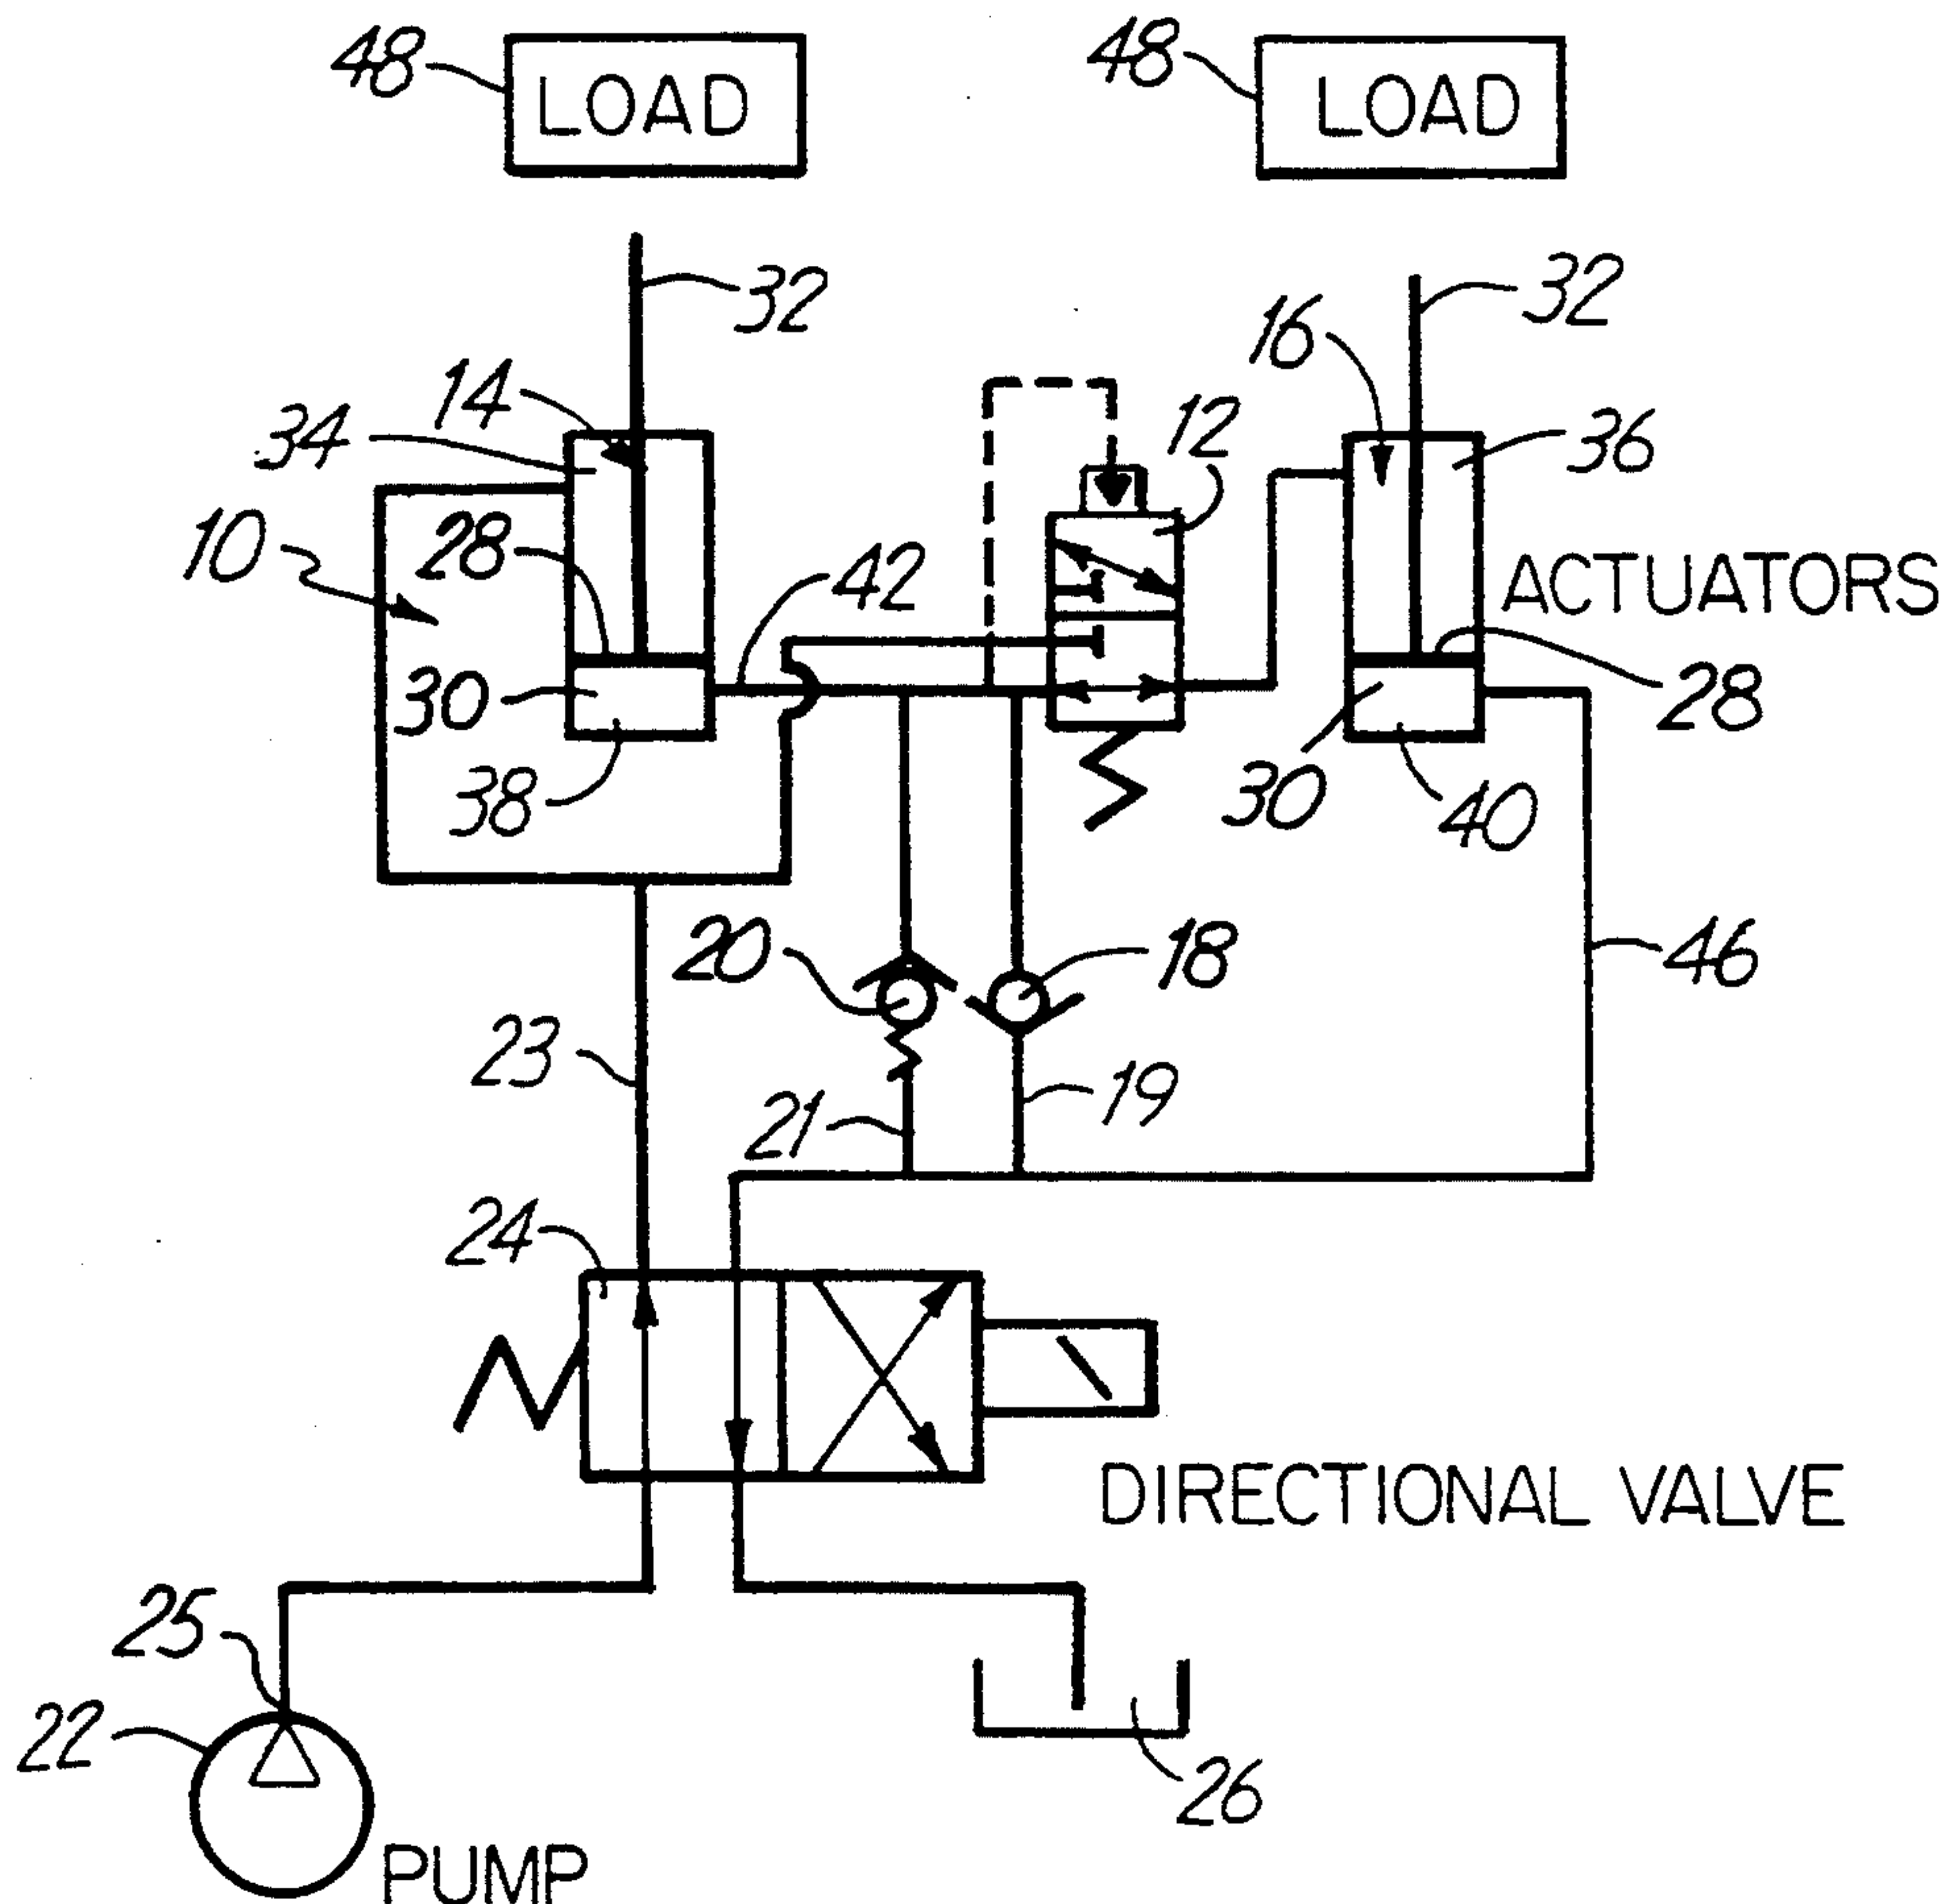 48 LOAD 48 LOAD
32 32
14 16
34 12 36
10 28 42 ACTUATORS
30 28
38 30 40
20 18 46
23 21 19
24
DIRECTIONAL VALVE
25
22 26
PUMP